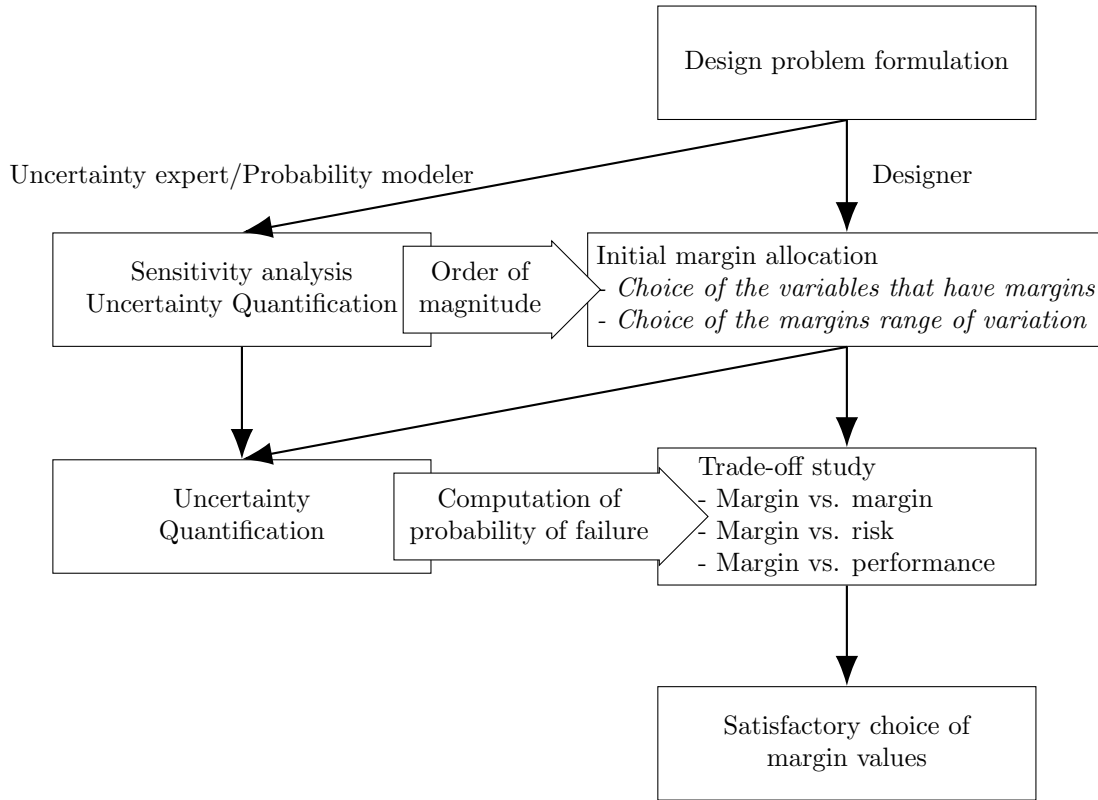 Design problem formulation
Uncertainty expert/Probability modeler
Designer
Sensitivity analysis
Uncertainty Quantification
Order of
magnitude
Initial margin allocation
- Choice of the variables that have margins
- Choice of the margins range of variation
Uncertainty
Quantification
Computation of
probability of failure
Trade-off study
- Margin vs. margin
- Margin vs. risk
- Margin vs. performance
Satisfactory choice of
margin values